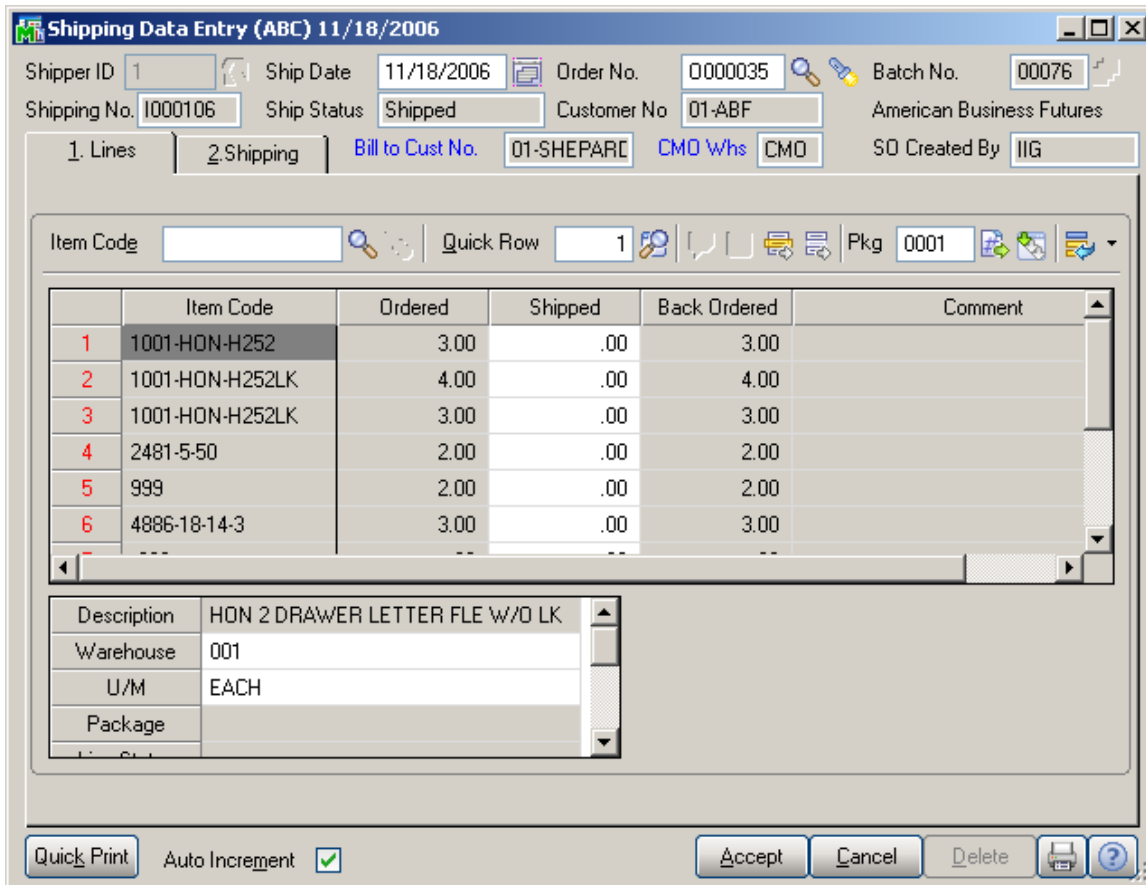 Shipping Data Entry (ABC) 11/18/2006
Shipper ID 1 Ship Date 11/18/2006 Order No. O000035 Batch No. 00076
Shipping No. I000106 Ship Status Shipped Customer No 01-ABF American Business Futures
1. Lines 2.Shipping Bill to Cust No. 01-SHEPARD CMO Whs CMO SO Created By IIG
Item Code Quick Row 1 Pkg 0001
Item Code Ordered Shipped Back Ordered Comment
1 1001-HON-H252 3.00 .00 3.00
2 1001-HON-H252LK 4.00 .00 4.00
3 1001-HON-H252LK 3.00 .00 3.00
4 2481-5-50 2.00 .00 2.00
5 999 2.00 .00 2.00
6 4886-18-14-3 3.00 .00 3.00
Description HON 2 DRAWER LETTER FLE W/O LK
Warehouse 001
U/M EACH
Package
Quick Print Auto Increment Accept Cancel Delete